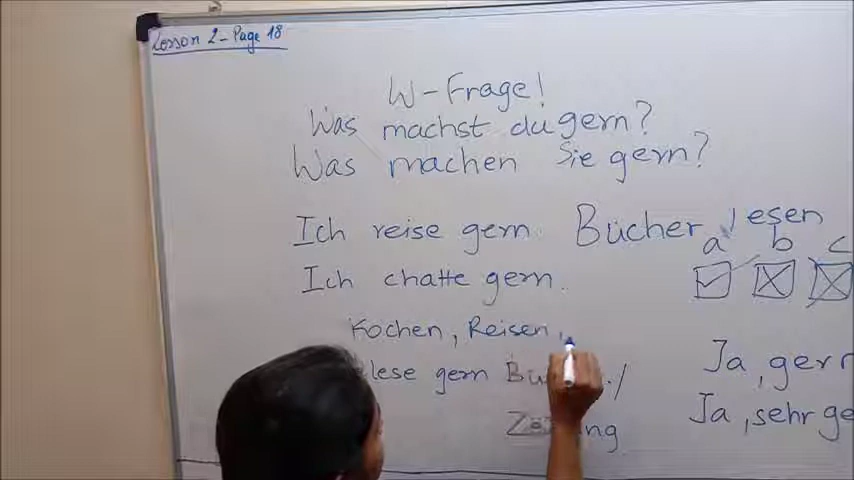 Lesson 2 - Page 18
W-Frage!
Was machst du gern?
Was machen Sie gern?
Ich reise gern. Bücher lesen
a b c
Ich chatte gern.
Kochen, Reisen,
lese gern
Ja, gern
Ja, sehr